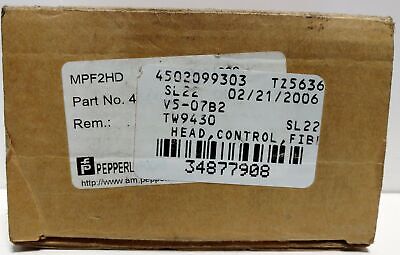 MPF2HD
Part No. 4
Rem.:
PEPPERL
http://www.am.peppe
4502099303 TZ5636
SL22 02/21/2006
V5-07B2
TW9430 SL22
HEAD,CONTROL,FIB
34877908